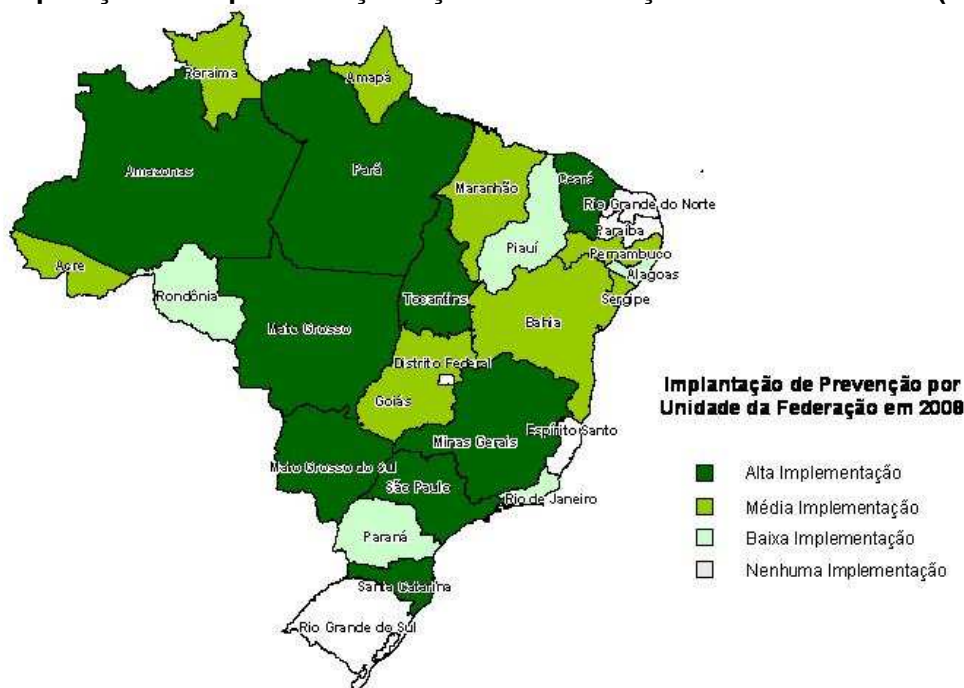 Roraima
Amapá
Amazonas
Pará
Maranhão
Ceará
Rio Grande do Norte
Paraíba
Piauí
Pernambuco
Acre
Alagoas
Rondônia
Tocantins
Sergipe
Mato Grosso
Bahia
Distrito Federal
Goiás
Implantação de Prevenção por
Unidade da Federação em 2008
Espírito Santo
Minas Gerais
Mato Grosso do Sul
São Paulo
Rio de Janeiro
Alta Implementação
Média Implementação
Baixa Implementação
Nenhuma Implementação
Paraná
Santa Catarina
Rio Grande do Sul